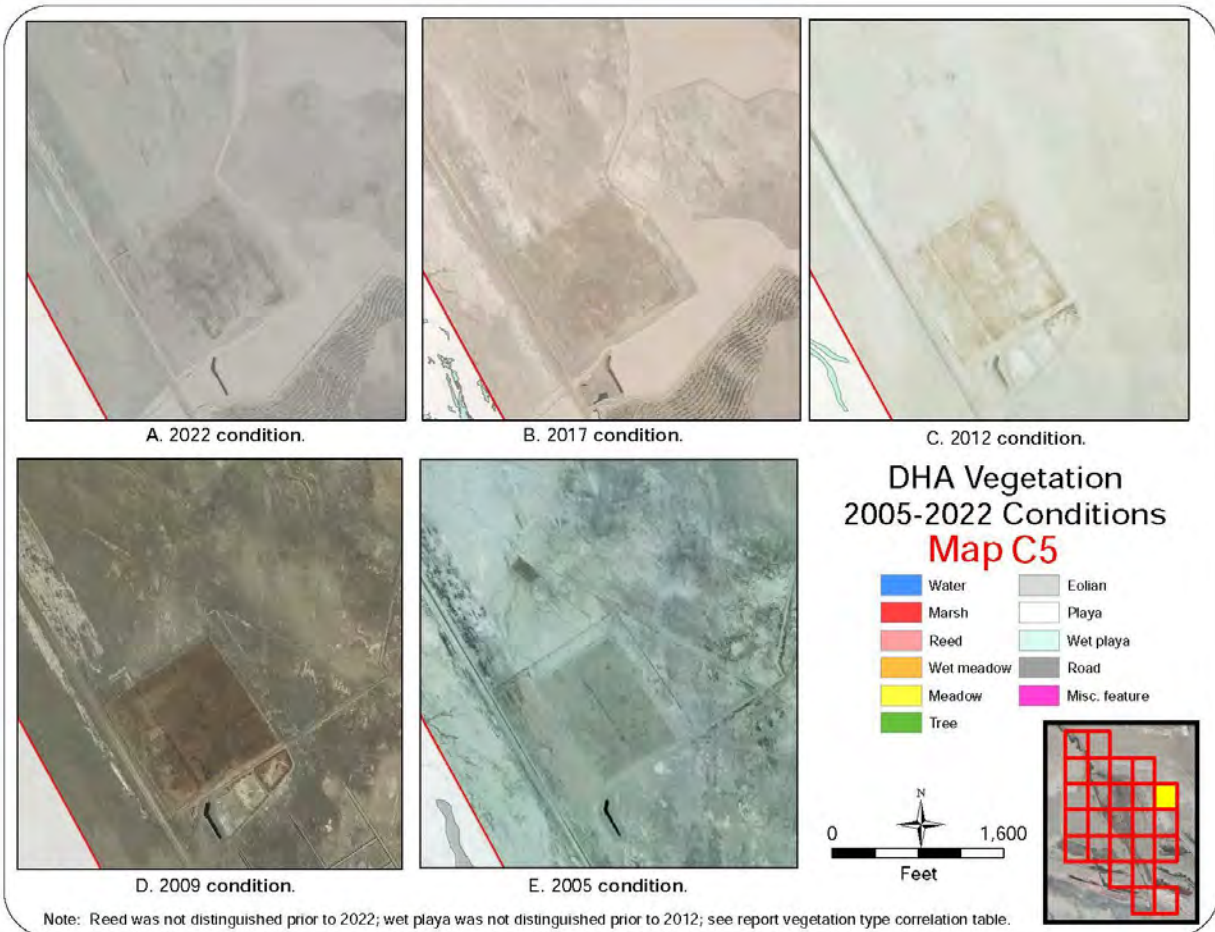 A. 2022 condition.
B. 2017 condition.
C. 2012 condition.
D. 2009 condition.
E. 2005 condition.
DHA Vegetation
2005-2022 Conditions
Map C5
Water
Marsh
Reed
Wet meadow
Meadow
Tree
Eolian
Playa
Wet playa
Road
Misc. feature
N
0 1,600
Feet
Note: Reed was not distinguished prior to 2022; wet playa was not distinguished prior to 2012; see report vegetation type correlation table.